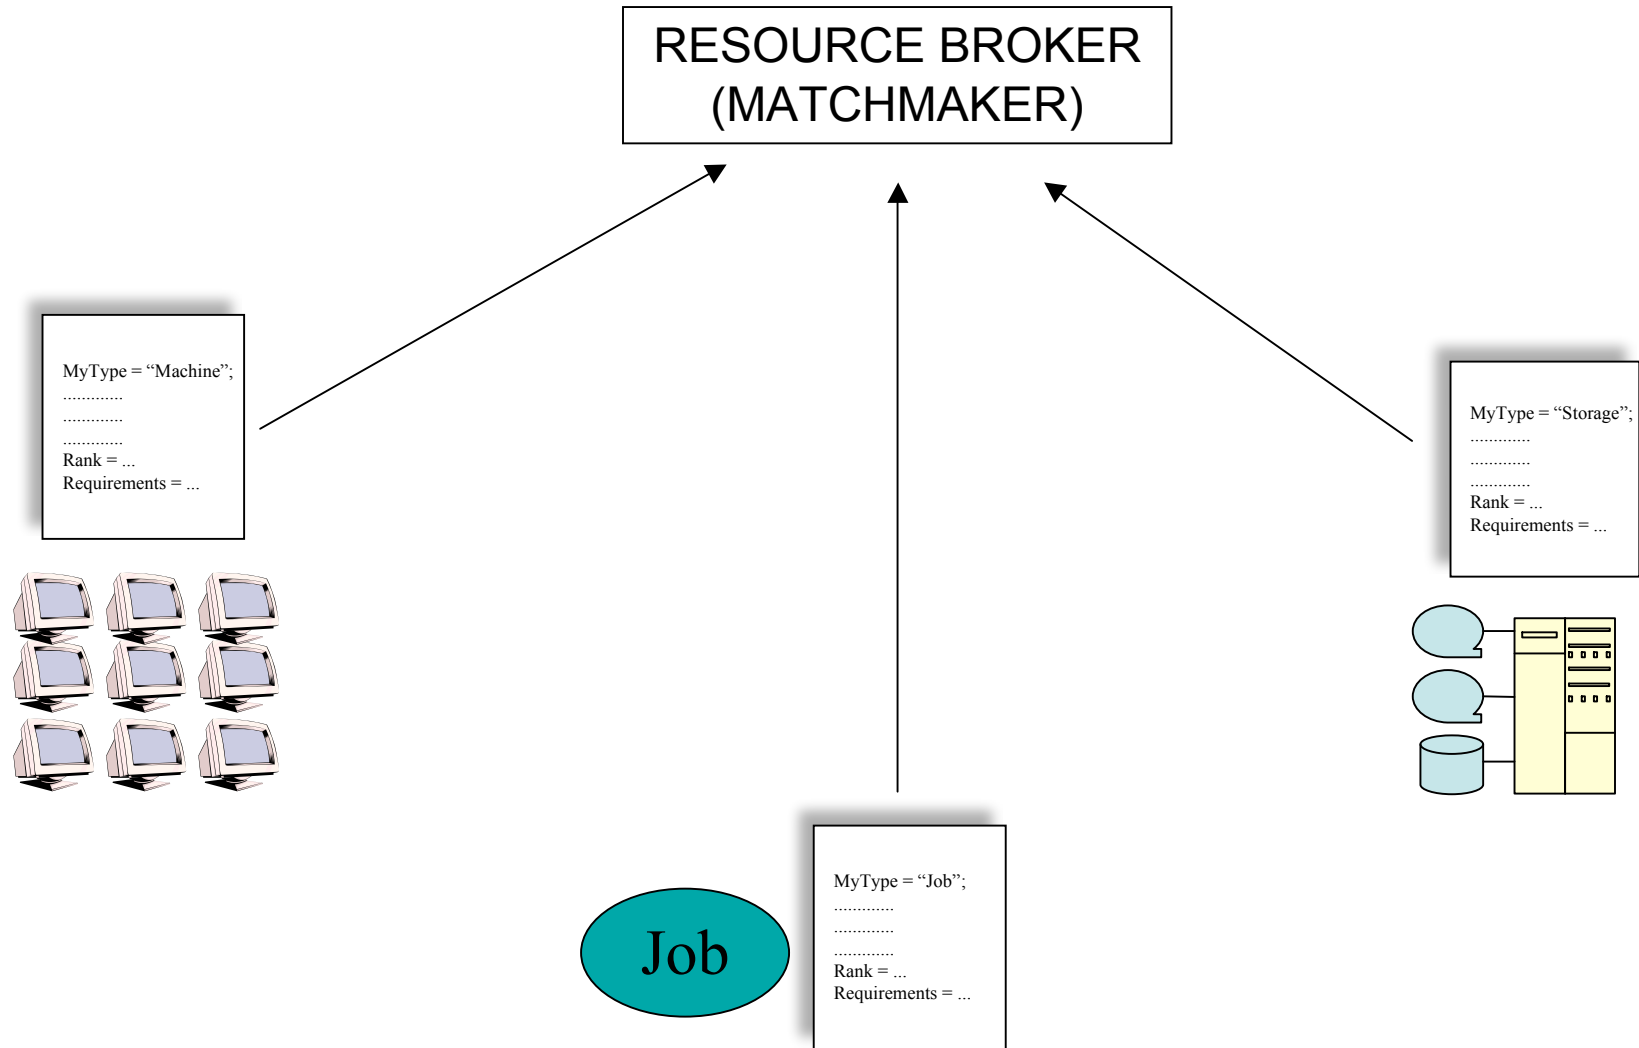 RESOURCE BROKER
(MATCHMAKER)
MyType = “Machine”;
.............
.............
.............
Rank = ...
Requirements = ...
MyType = “Storage”;
.............
.............
.............
Rank = ...
Requirements = ...
Job
MyType = “Job”;
.............
.............
.............
Rank = ...
Requirements = ...